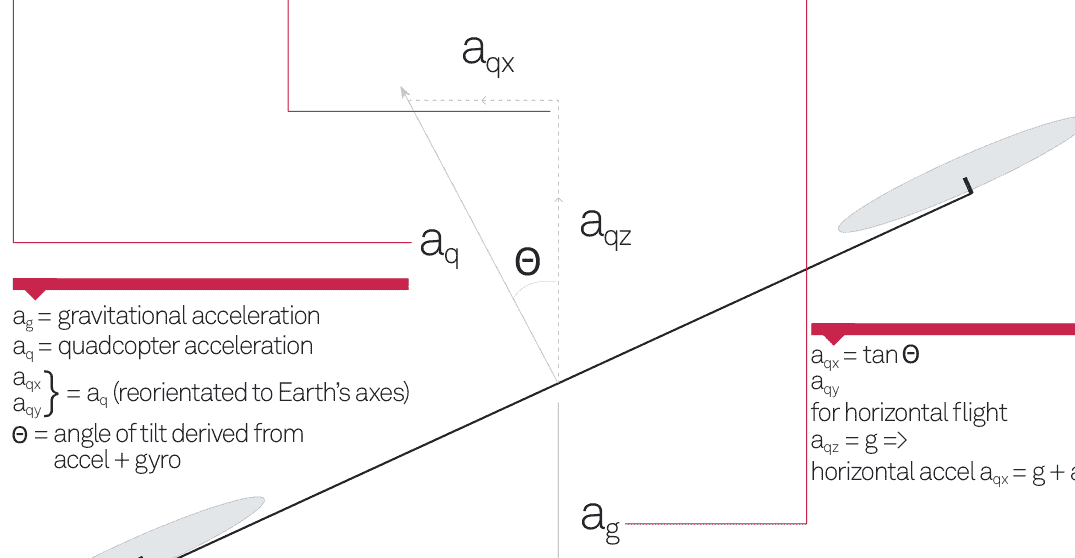 aqx
aq
Θ
aqz
ag = gravitational acceleration
aq = quadcopter acceleration
aqx
aqy } = aq (reorientated to Earth's axes)
Θ = angle of tilt derived from
accel + gyro
aqx = tan Θ
aqy
for horizontal flight
aqz = g =>
horizontal accel aqx = g + a
ag